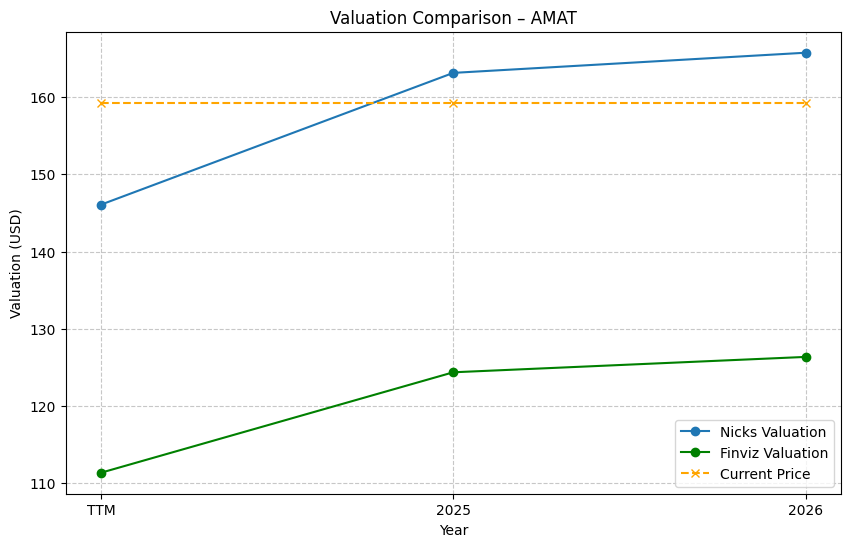 Valuation Comparison – AMAT
Valuation (USD)
160
150
140
130
120
110
TTM
2025
2026
Year
Nicks Valuation
Finviz Valuation
Current Price